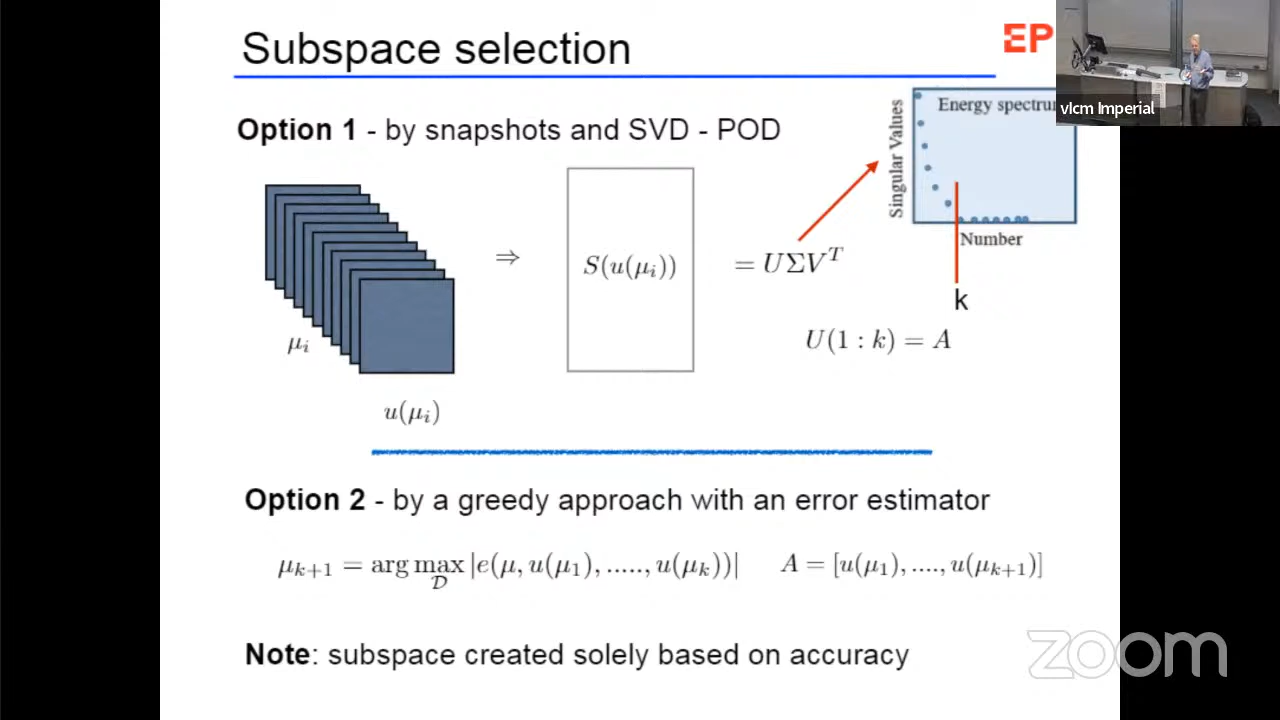 Subspace selection
EP
vlcm Imperial
Option 1 - by snapshots and SVD - POD
Singular Values
Energy spectru
Number
k
μ_i
u(μ_i)
⇒
S(u(μ_i))
= UΣV^T
U(1 : k) = A
Option 2 - by a greedy approach with an error estimator
μ_{k+1} = arg max_D |e(μ, u(μ_1), ....., u(μ_k))| A = [u(μ_1), ...., u(μ_{k+1})]
Note: subspace created solely based on accuracy
zoom